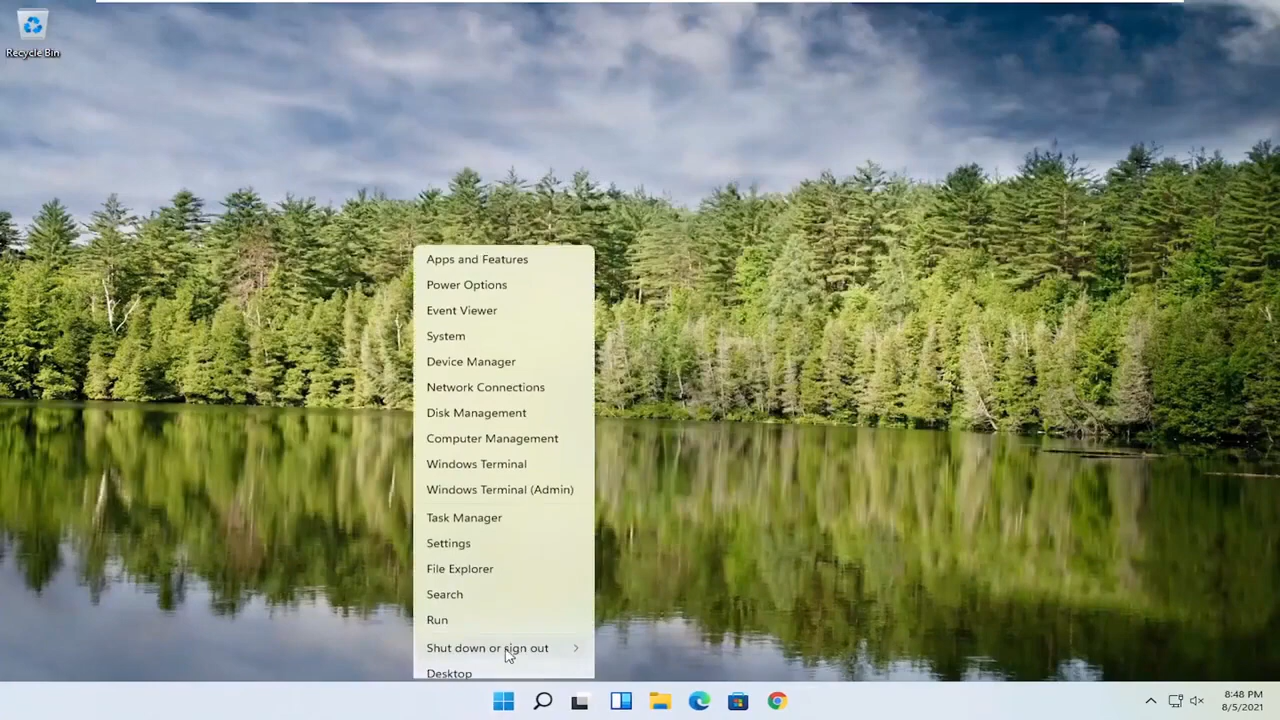 Recycle Bin
Apps and Features
Power Options
Event Viewer
System
Device Manager
Network Connections
Disk Management
Computer Management
Windows Terminal
Windows Terminal (Admin)
Task Manager
Settings
File Explorer
Search
Run
Shut down or sign out
Desktop
8:48 PM
8/5/2021